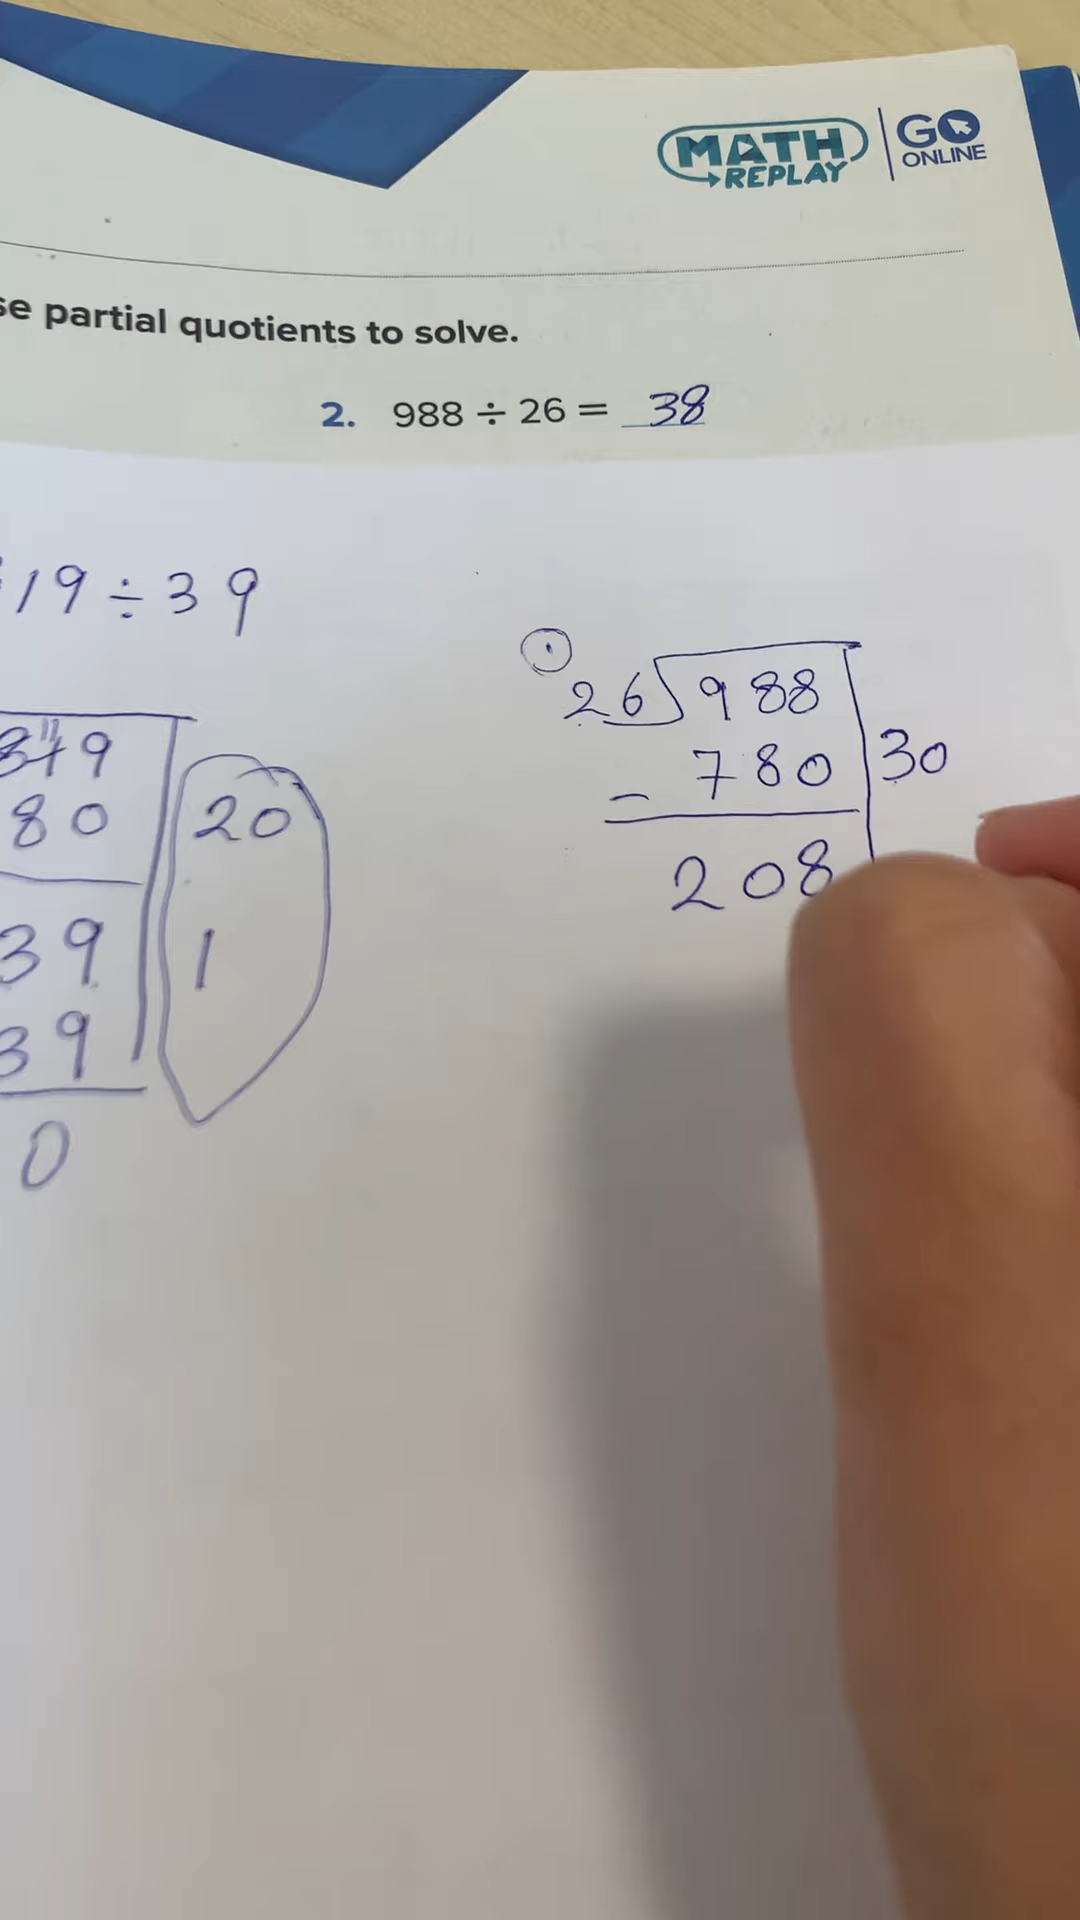 MATH REPLAY
GO ONLINE
se partial quotients to solve.
2. 988 ÷ 26 = 38
19 ÷ 39
819
80 20
39 1
39
0
26)988
- 780 30
208